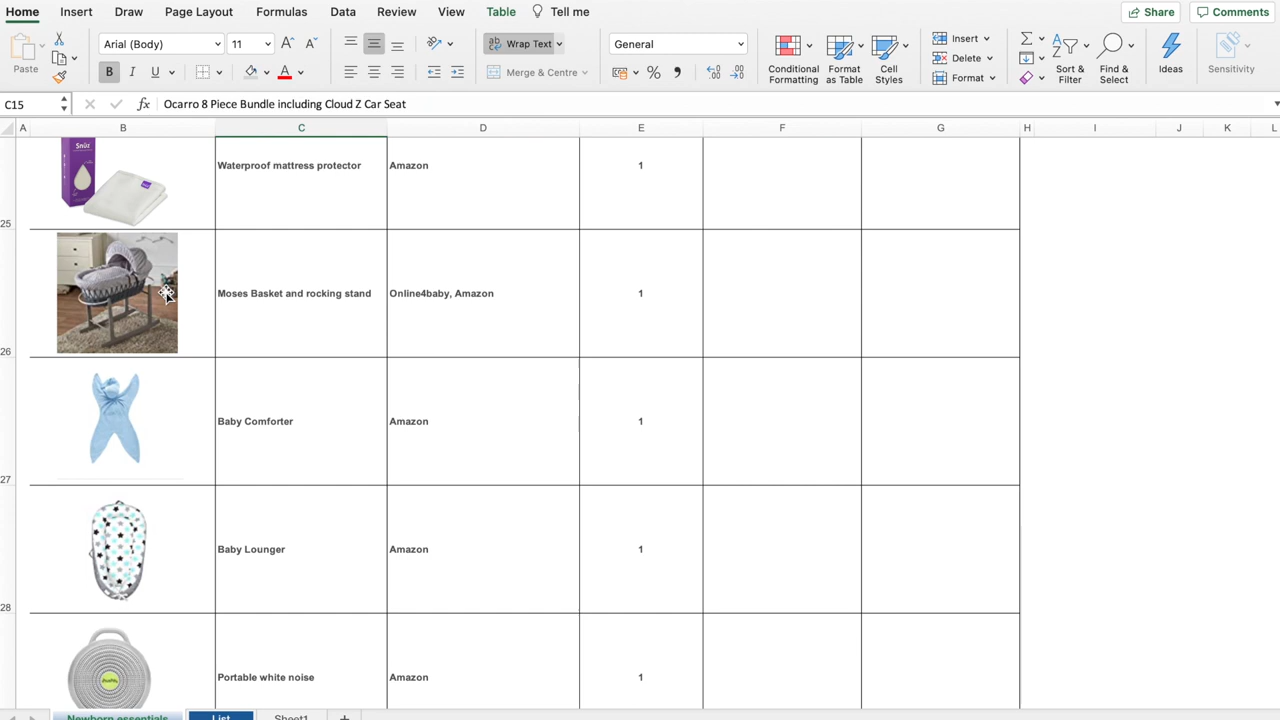 Home Insert Draw Page Layout Formulas Data Review View Table Tell me Share Comments
Paste Arial (Body) 11 A A Wrap Text General Insert
B I U A Merge & Centre % Conditional Formatting Format as Table Cell Styles Delete Format Sort & Filter Find & Select Ideas Sensitivity
C15 fx Ocarro 8 Piece Bundle including Cloud Z Car Seat
A B C D E F G H I J K L
25 Snüz Waterproof mattress protector Amazon 1
26 Moses Basket and rocking stand Online4baby, Amazon 1
27 Baby Comforter Amazon 1
28 Baby Lounger Amazon 1
Portable white noise Amazon 1
Newborn essentials List Sheet1 +